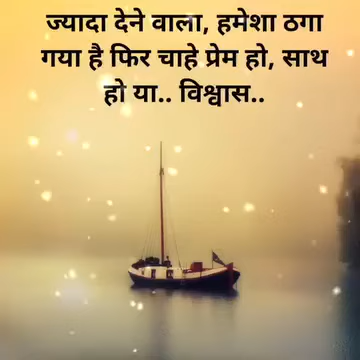 ज्यादा देने वाला, हमेशा ठगा
गया है फिर चाहे प्रेम हो, साथ
हो या.. विश्वास..